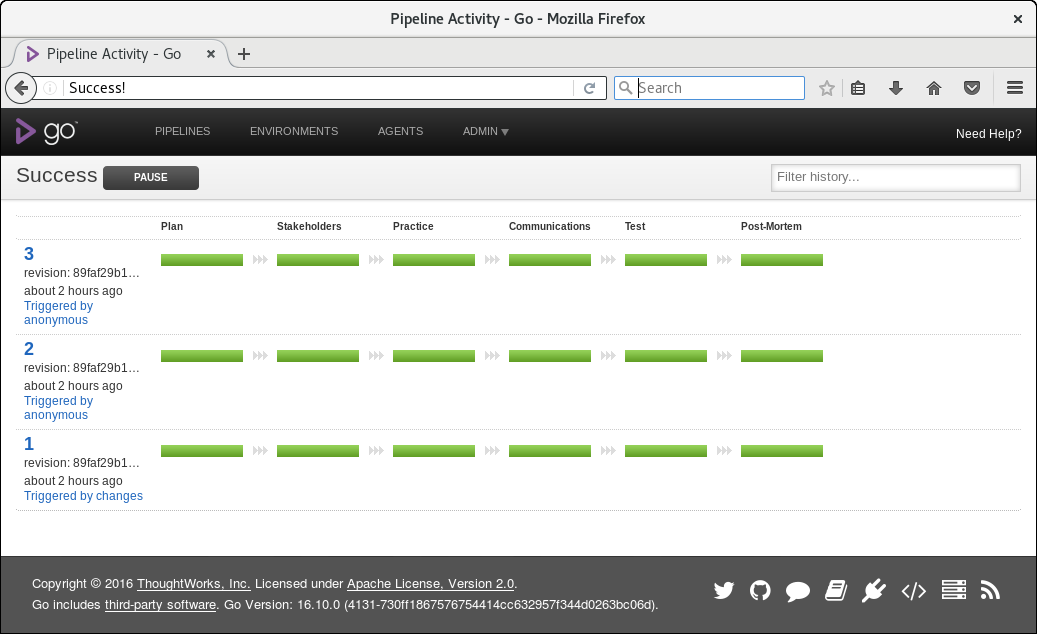 Pipeline Activity - Go - Mozilla Firefox
Pipeline Activity - Go
Success!
Search
go™
PIPELINES ENVIRONMENTS AGENTS ADMIN
Need Help?
Success PAUSE
Filter history...
Plan Stakeholders Practice Communications Test Post-Mortem
3
revision: 89faf29b1…
about 2 hours ago
Triggered by
anonymous
2
revision: 89faf29b1…
about 2 hours ago
Triggered by
anonymous
1
revision: 89faf29b1…
about 2 hours ago
Triggered by changes
Copyright © 2016 ThoughtWorks, Inc. Licensed under Apache License, Version 2.0.
Go includes third-party software. Go Version: 16.10.0 (4131-730ff1867576754414cc632957f344d0263bc06d).